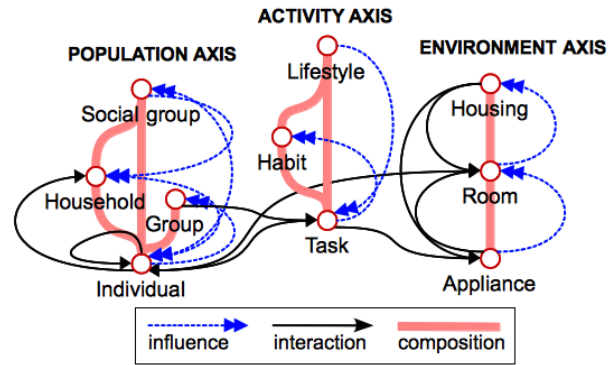 ACTIVITY AXIS
POPULATION AXIS
ENVIRONMENT AXIS
Lifestyle
Social group
Housing
Habit
Household
Group
Room
Task
Individual
Appliance
influence
interaction
composition